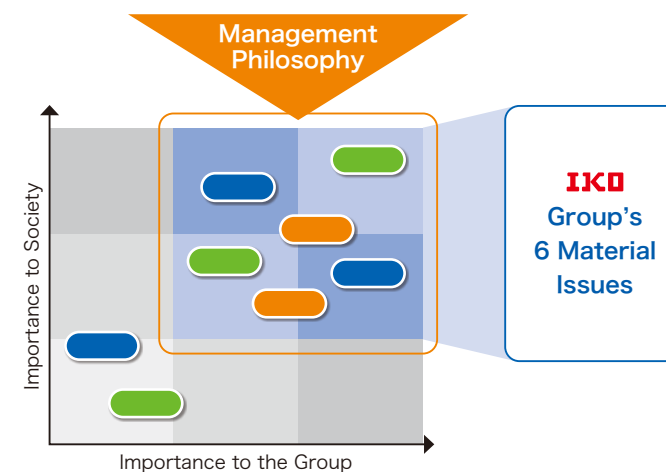 Management
Philosophy
Importance to Society
IKO
Group's
6 Material
Issues
Importance to the Group